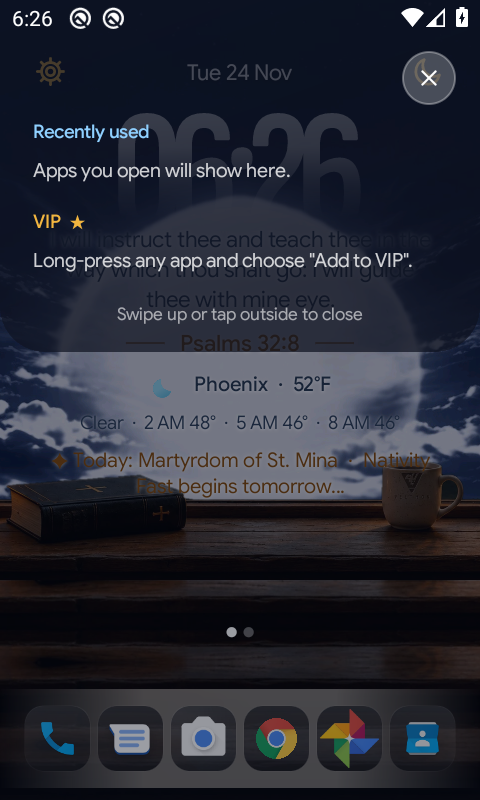 6:26
Tue 24 Nov
06:26
Recently used
Apps you open will show here.
VIP ★
I will instruct thee and teach thee in the
Long-press any app and choose "Add to VIP".
way which thou shalt go: I will guide
thee with mine eye.
Swipe up or tap outside to close
Psalms 32:8
Phoenix · 52°F
Clear · 2 AM 48° · 5 AM 46° · 8 AM 46°
◆ Today: Martyrdom of St. Mina · Nativity
Fast begins tomorrow...